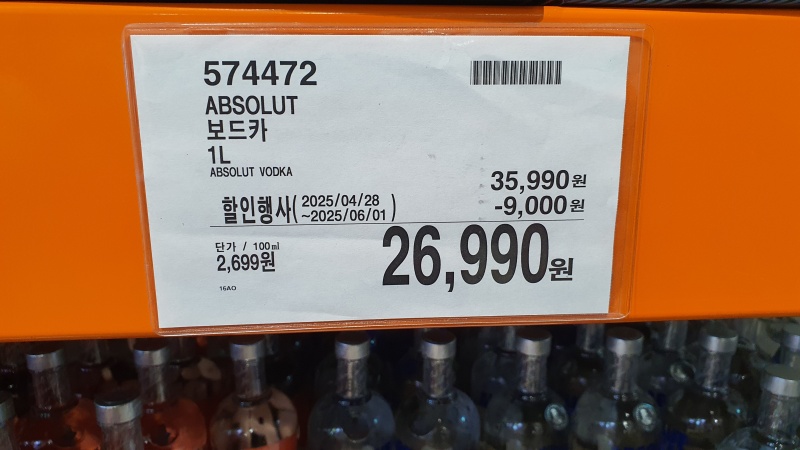 574472
ABSOLUT
보드카
1L
ABSOLUT VODKA
35,990원
할인행사( 2025/04/28 ~2025/06/01 )
-9,000원
단가 / 100㎖
2,699원
26,990원
16AO